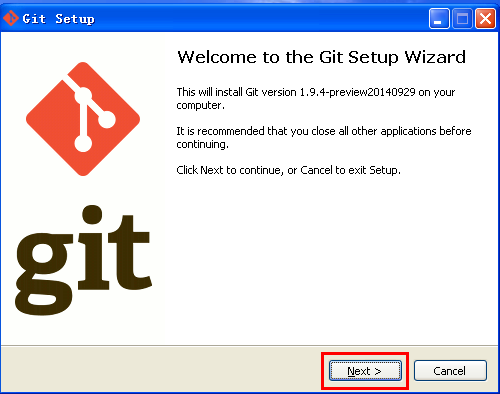 Git Setup
Welcome to the Git Setup Wizard
This will install Git version 1.9.4-preview20140929 on your
computer.
It is recommended that you close all other applications before
continuing.
Click Next to continue, or Cancel to exit Setup.
git
Next >
Cancel